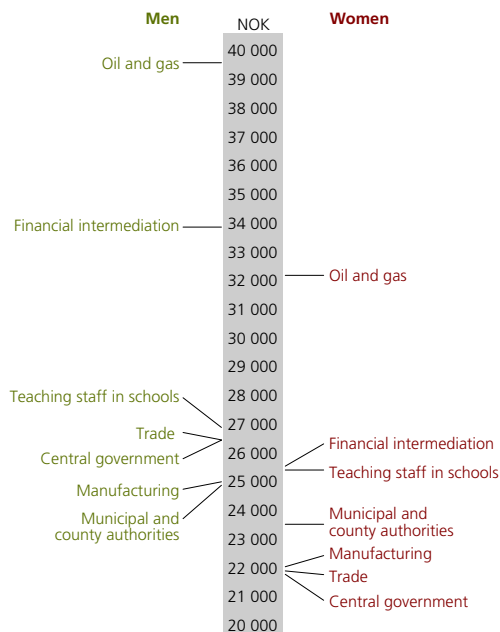 Men
NOK
Women
40 000
Oil and gas
39 000
38 000
37 000
36 000
35 000
Financial intermediation
34 000
33 000
32 000
Oil and gas
31 000
30 000
29 000
28 000
Teaching staff in schools
27 000
Trade
Central government
26 000
Financial intermediation
Teaching staff in schools
25 000
Manufacturing
Municipal and
county authorities
24 000
Municipal and
county authorities
23 000
Manufacturing
22 000
Trade
Central government
21 000
20 000